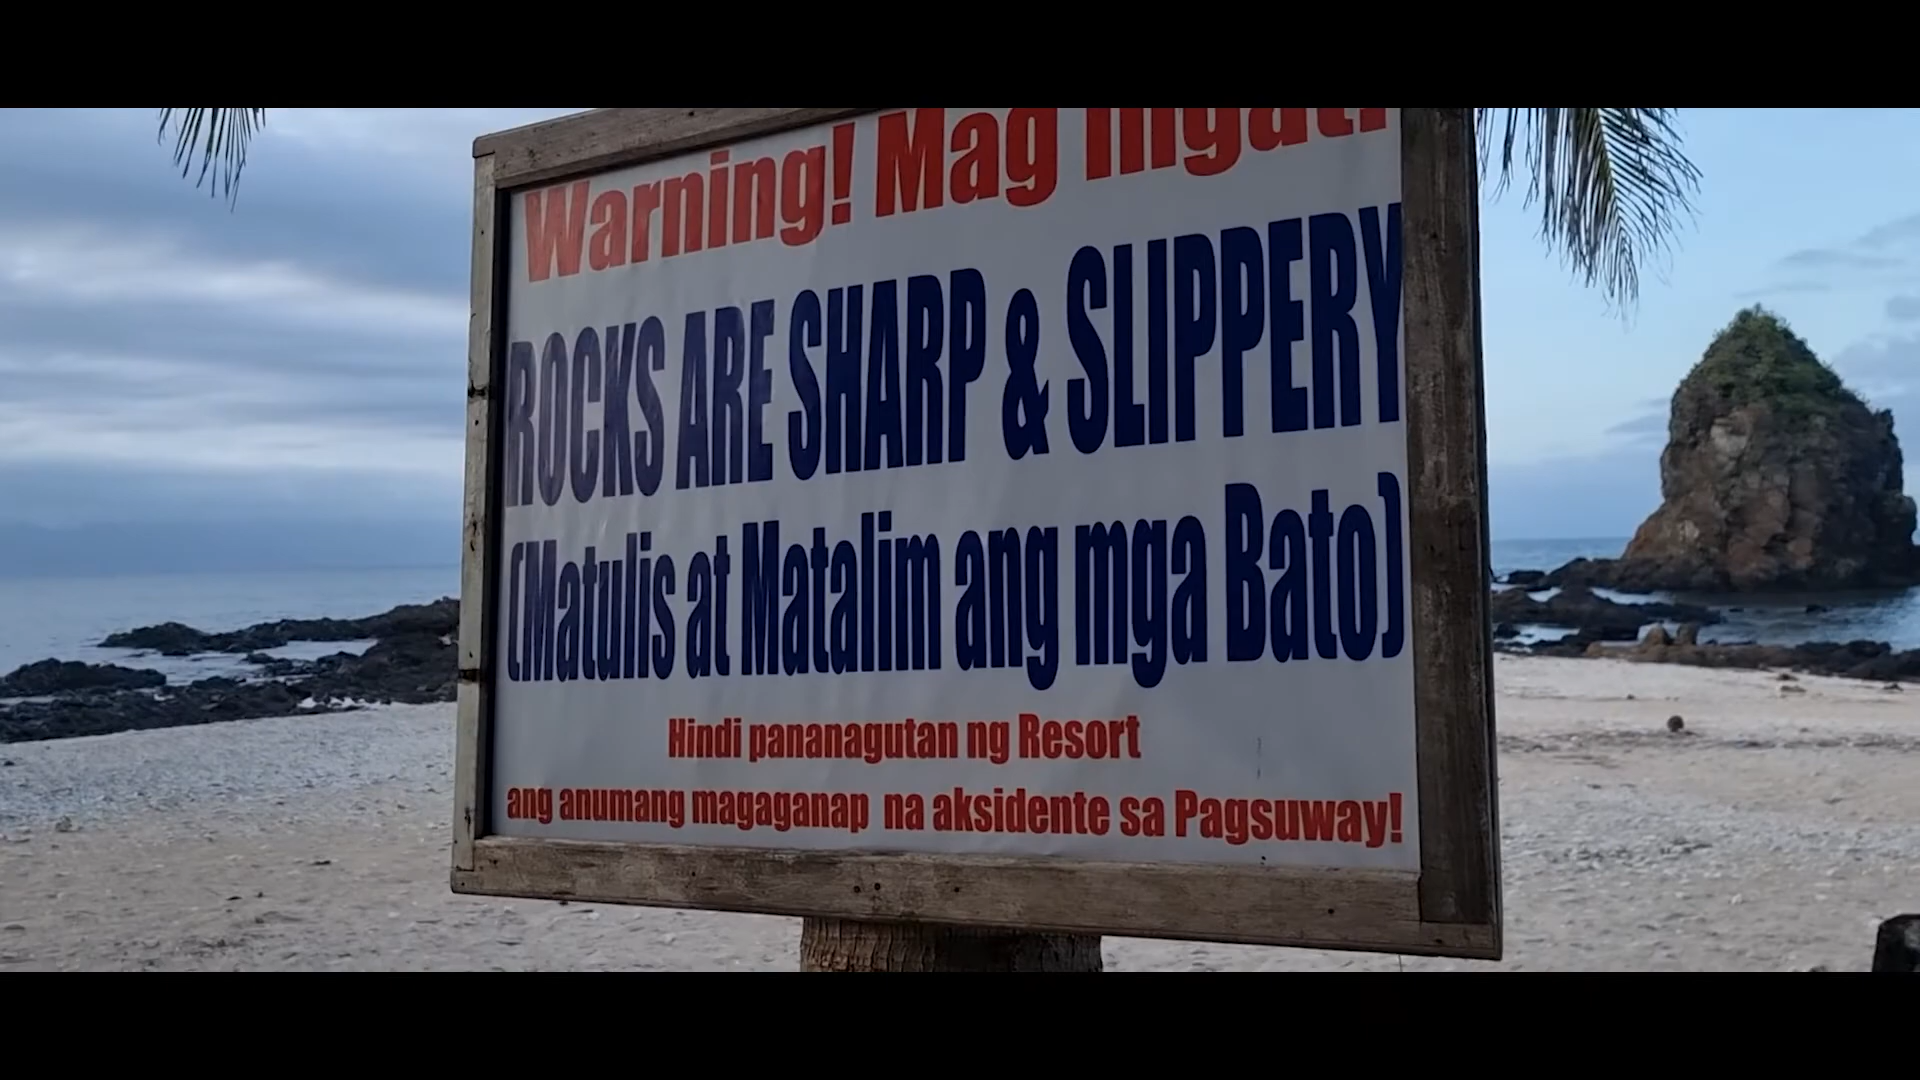 Warning! Mag Ingat!
ROCKS ARE SHARP & SLIPPERY
(Matulis at Matalim ang mga Bato)
Hindi pananagutan ng Resort
ang anumang magaganap na aksidente sa Pagsuway!